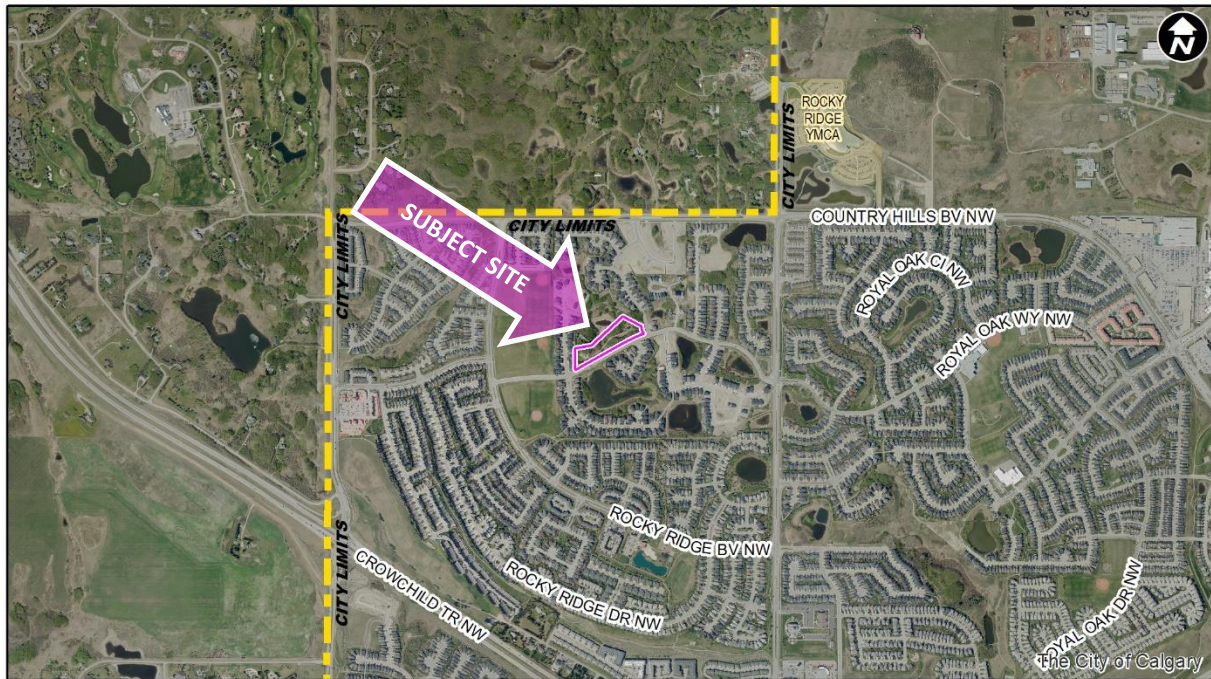 N
ROCKY
RIDGE
YMCA
CITY LIMITS
COUNTRY HILLS BV NW
CITY LIMITS
CITY LIMITS
SUBJECT SITE
ROYAL OAK CI NW
ROYAL OAK WY NW
ROCKY RIDGE BV NW
CITY LIMITS
CROWCHILD TR NW
ROCKY RIDGE DR NW
ROYAL OAK DR NW
The City of Calgary